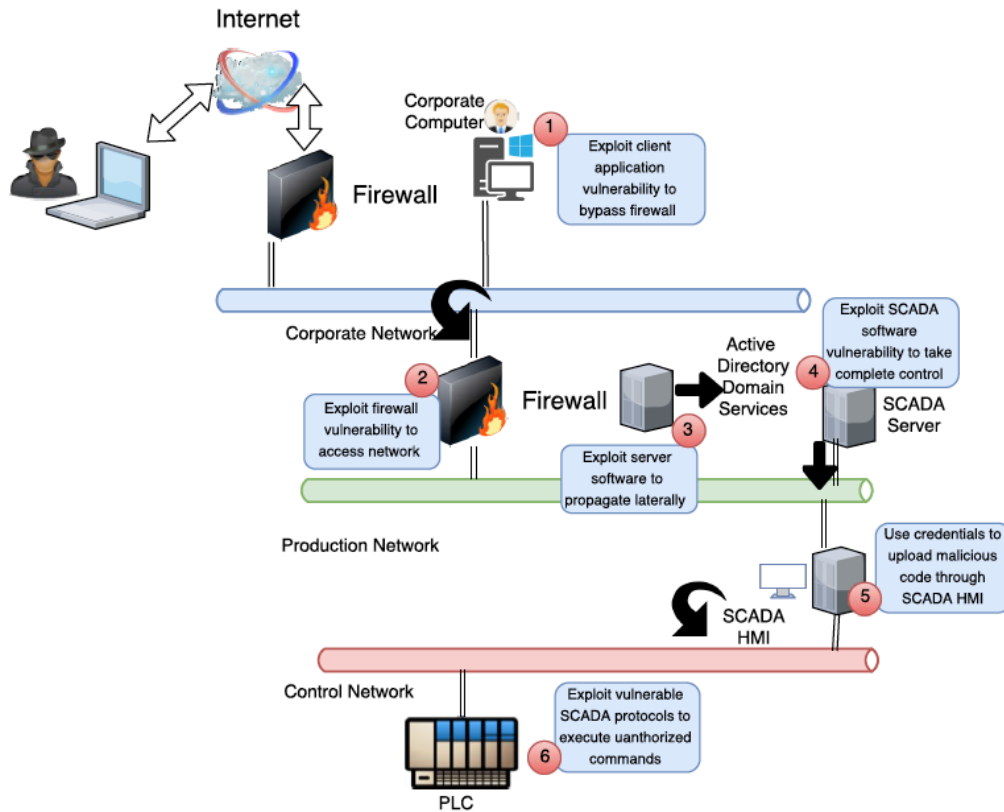 Internet
Corporate
Computer
1
Exploit client
application
vulnerability to
bypass firewall
Firewall
Corporate Network
2
Exploit firewall
vulnerability to
access network
Firewall
3
Exploit server
software to
propagate laterally
Active
Directory
Domain
Services
4
Exploit SCADA
software
vulnerability to take
complete control
SCADA
Server
Production Network
5
Use credentials to
upload malicious
code through
SCADA HMI
SCADA
HMI
Control Network
6
Exploit vulnerable
SCADA protocols to
execute uanthorized
commands
PLC